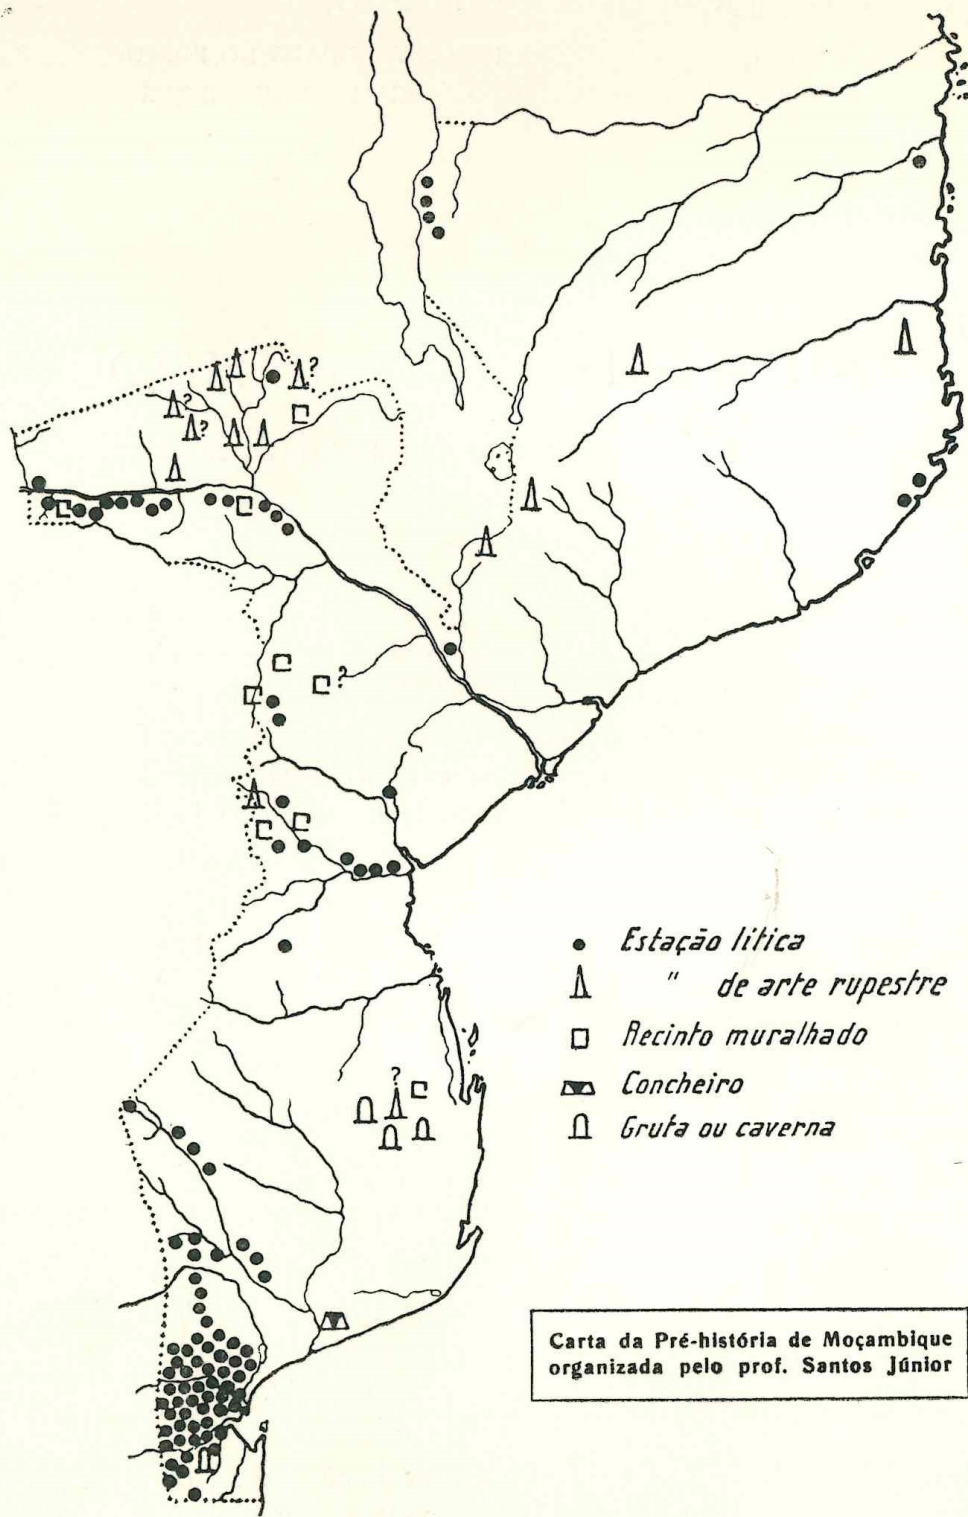 ?
?
?
?
?
Estação lítica
" de arte rupestre
Recinto muralhado
Concheiro
Gruta ou caverna
Carta da Pré-história de Moçambique
organizada pelo prof. Santos Júnior